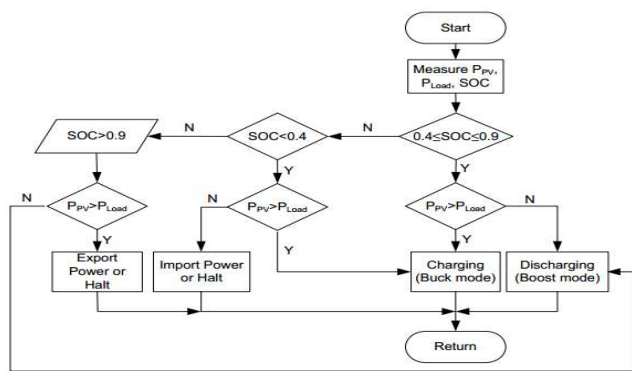 Start
Measure PPV,
PLoad, SOC
N
N
SOC>0.9
SOC<0.4
0.4≤SOC≤0.9
Y
Y
N
PPV>PLoad
N
PPV>PLoad
PPV>PLoad
N
Y
Y
Y
Export
Power or
Halt
Import Power
or Halt
Charging
(Buck mode)
Discharging
(Boost mode)
Return